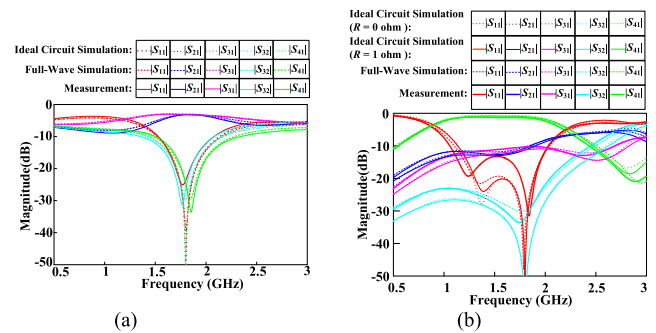 Ideal Circuit Simulation: |S11| |S21| |S31| |S32| |S41|
Full-Wave Simulation: |S11| |S21| |S31| |S32| |S41|
Measurement: |S11| |S21| |S31| |S32| |S41|
Magnitude(dB)
0
-10
-20
-30
-40
-50
0.5 1 1.5 2 2.5 3
Frequency (GHz)
(a)
Ideal Circuit Simulation
(R = 0 ohm ): |S11| |S21| |S31| |S32| |S41|
Ideal Circuit Simulation
(R = 1 ohm ): |S11| |S21| |S31| |S32| |S41|
Full-Wave Simulation: |S11| |S21| |S31| |S32| |S41|
Measurement: |S11| |S21| |S31| |S32| |S41|
Magnitude(dB)
0
-10
-20
-30
-40
-50
0.5 1 1.5 2 2.5 3
Frequency (GHz)
(b)